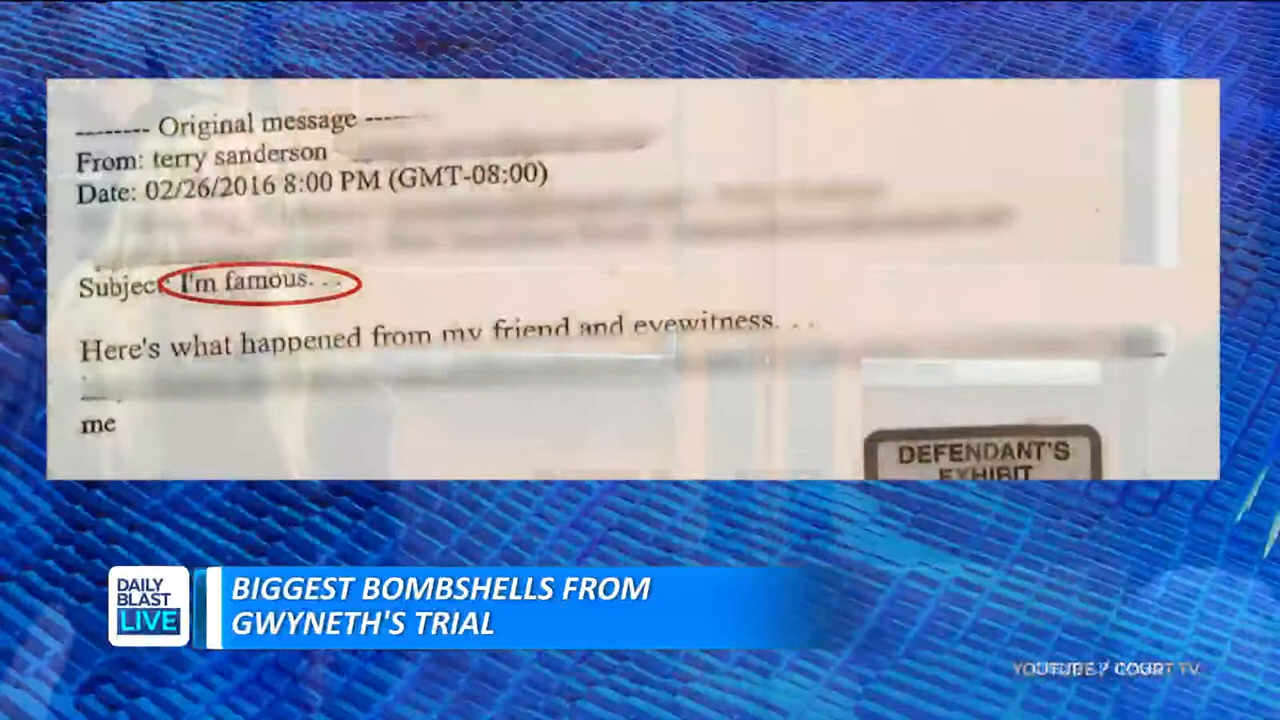 -------- Original message --------
From: terry sanderson
Date: 02/26/2016 8:00 PM (GMT-08:00)
Subject: I'm famous. . .
Here's what happened from my friend and eyewitness. . . .
me
DEFENDANT'S
EXHIBIT
DAILY
BLAST
LIVE
BIGGEST BOMBSHELLS FROM
GWYNETH'S TRIAL
YOUTUBE / COURT TV